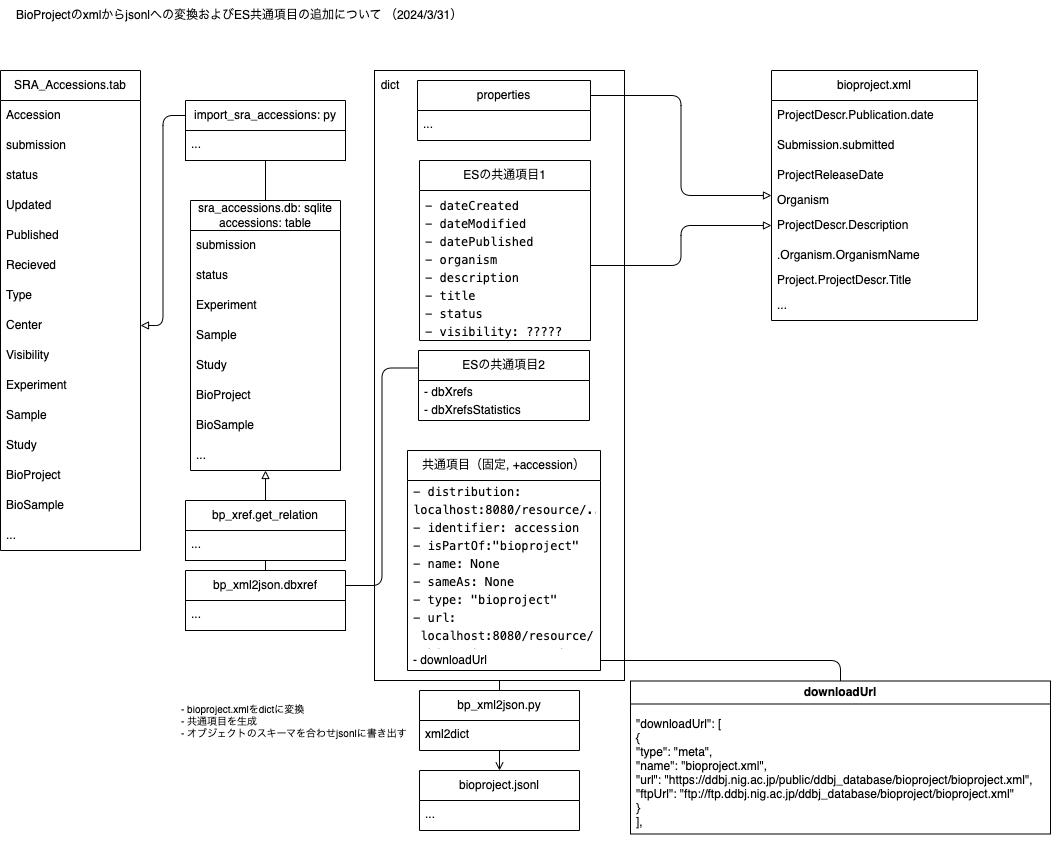 BioProjectのxmlからjsonlへの変換およびES共通項目の追加について （2024/3/31）
SRA_Accessions.tab
Accession
submission
status
Updated
Published
Recieved
Type
Center
Visibility
Experiment
Sample
Study
BioProject
BioSample
...
import_sra_accessions: py
...
sra_accessions.db: sqlite
accessions: table
submission
status
Experiment
Sample
Study
BioProject
BioSample
...
bp_xref.get_relation
...
bp_xml2json.dbxref
...
dict
properties
...
ESの共通項目1
- dateCreated
- dateModified
- datePublished
- organism
- description
- title
- status
- visibility: ?????
ESの共通項目2
- dbXrefs
- dbXrefsStatistics
共通項目（固定, +accession）
- distribution:
localhost:8080/resource/..
- identifier: accession
- isPartOf:"bioproject"
- name: None
- sameAs: None
- type: "bioproject"
- url:
localhost:8080/resource/
- downloadUrl
bioproject.xml
ProjectDescr.Publication.date
Submission.submitted
ProjectReleaseDate
Organism
ProjectDescr.Description
.Organism.OrganismName
Project.ProjectDescr.Title
...
- bioproject.xmlをdictに変換
- 共通項目を生成
- オブジェクトのスキーマを合わせjsonlに書き出す
bp_xml2json.py
xml2dict
bioproject.jsonl
...
downloadUrl
"downloadUrl": [
{
"type": "meta",
"name": "bioproject.xml",
"url": "https://ddbj.nig.ac.jp/public/ddbj_database/bioproject/bioproject.xml",
"ftpUrl": "ftp://ftp.ddbj.nig.ac.jp/ddbj_database/bioproject/bioproject.xml"
}
],